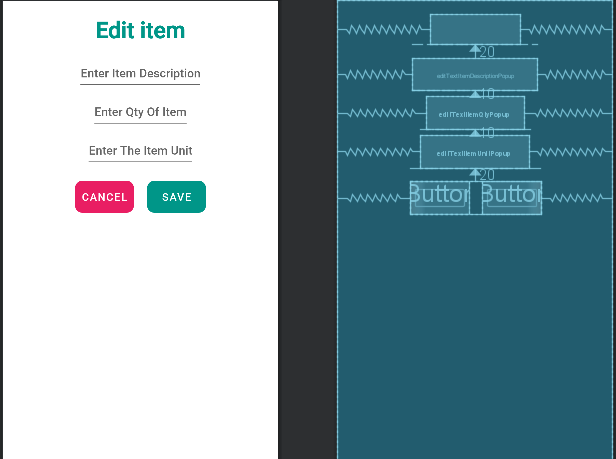 Edit item
Enter Item Description
Enter Qty Of Item
Enter The Item Unit
CANCEL SAVE
20
editTextItemDescriptionPopup
10
editTextItemQtyPopup
10
editTextItemUnitPopup
20
Button Button